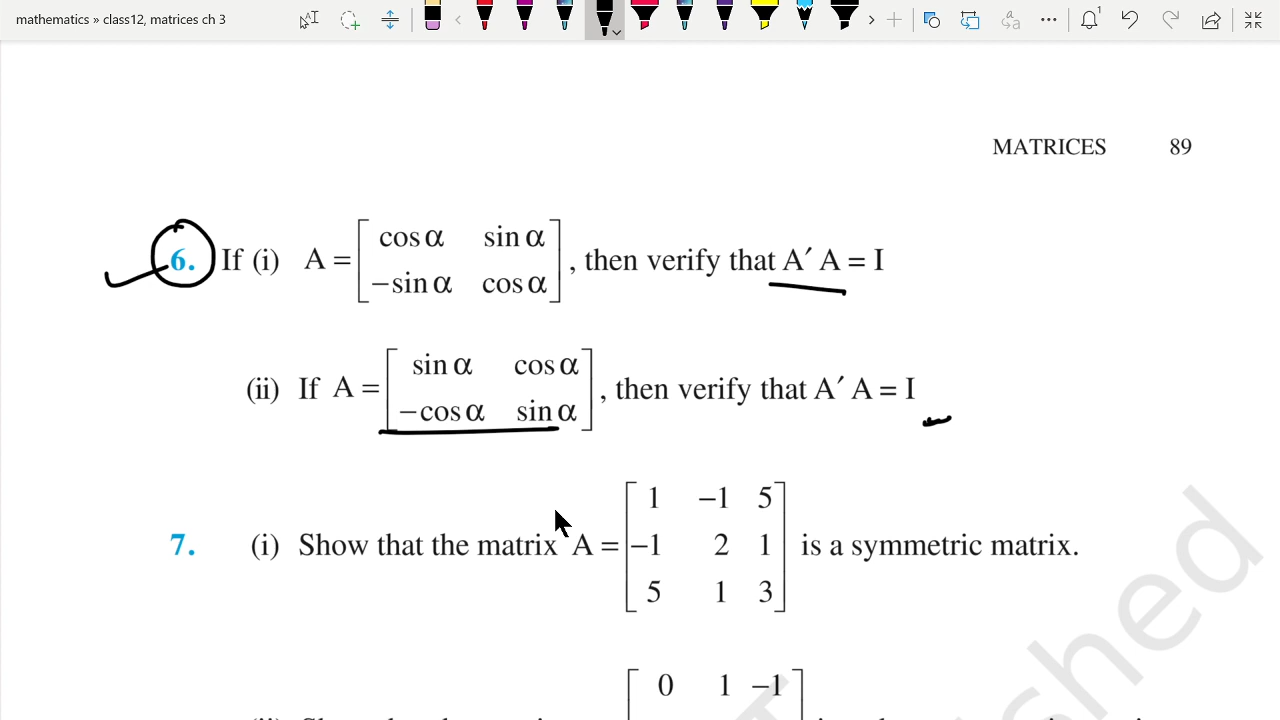 mathematics » class12, matrices ch 3
MATRICES 89
6. If (i) A = [cos α sin α
−sin α cos α], then verify that A′ A = I
(ii) If A = [sin α cos α
−cos α sin α], then verify that A′ A = I
7. (i) Show that the matrix A = [1 −1 5
−1 2 1
5 1 3] is a symmetric matrix.
0 1 −1
shed